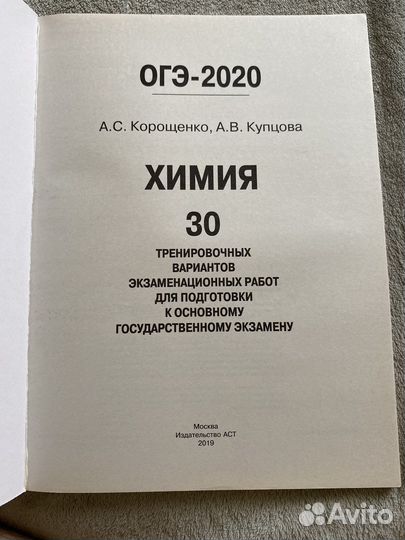 ОГЭ-2020
А.С. Корощенко, А.В. Купцова
ХИМИЯ
30
ТРЕНИРОВОЧНЫХ
ВАРИАНТОВ
ЭКЗАМЕНАЦИОННЫХ РАБОТ
ДЛЯ ПОДГОТОВКИ
К ОСНОВНОМУ
ГОСУДАРСТВЕННОМУ ЭКЗАМЕНУ
Москва
Издательство АСТ
2019
Avito